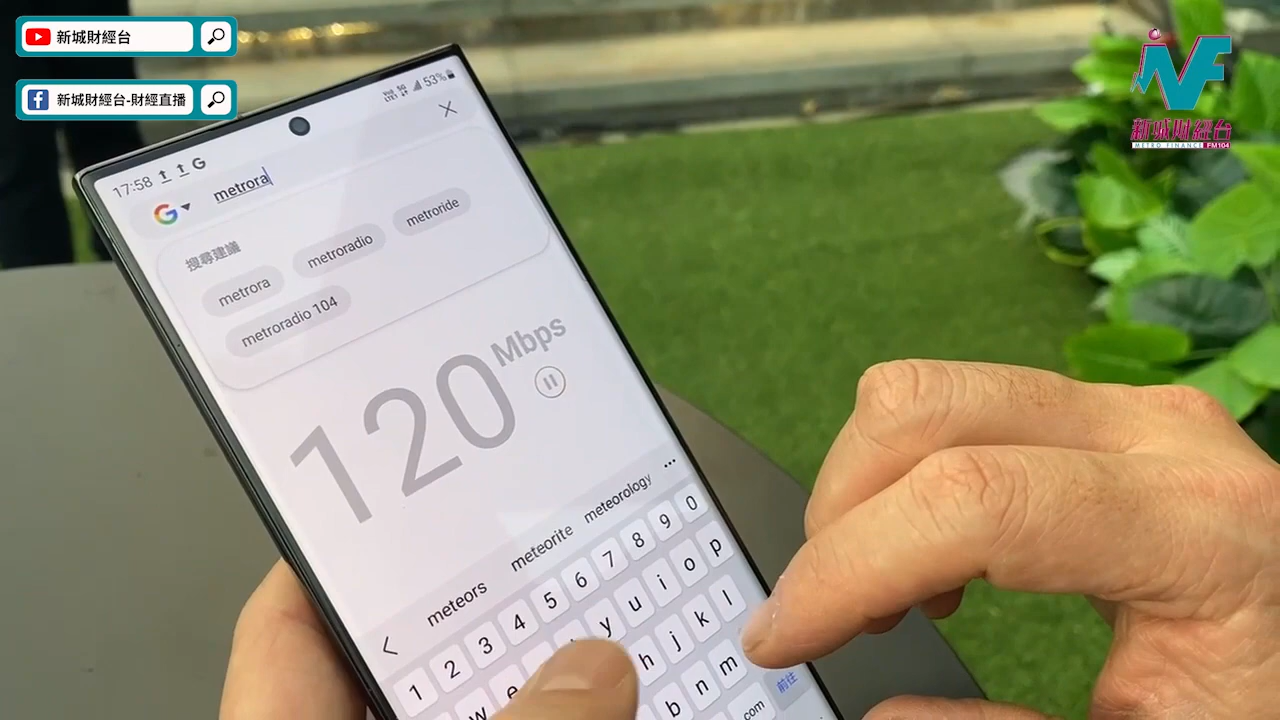 新城財經台
新城財經台-財經直播
新城財經台
METRO FINANCE FM104
17:58
53%
metrora
搜尋建議
metrora
metroradio
metroride
metroradio 104
120 Mbps
meteors
meteorite
meteorology
1 2 3 4 5 6 7 8 9 0
w e y u i o p
h j k l
b n m
.com
前往